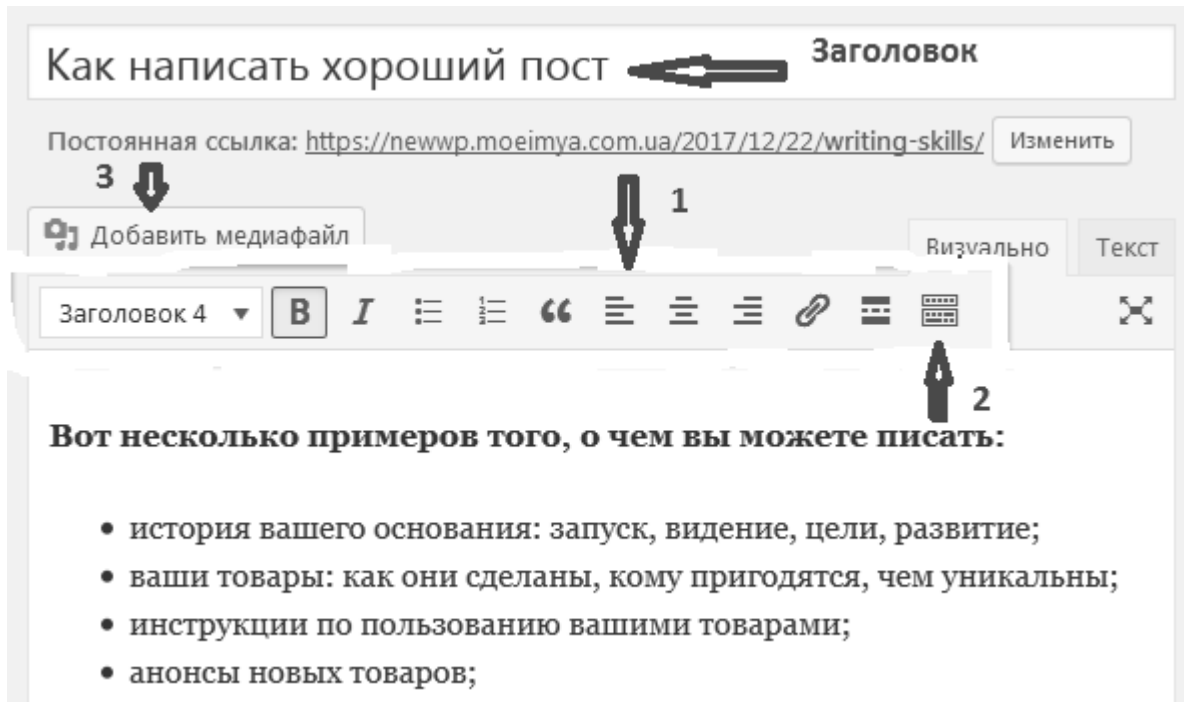 Как написать хороший пост Заголовок
Постоянная ссылка: https://newwp.moeimya.com.ua/2017/12/22/writing-skills/ Изменить
3 1
Добавить медиафайл Визуально Текст
Заголовок 4 B I
2
Вот несколько примеров того, о чем вы можете писать:
• история вашего основания: запуск, видение, цели, развитие;
• ваши товары: как они сделаны, кому пригодятся, чем уникальны;
• инструкции по пользованию вашими товарами;
• анонсы новых товаров;